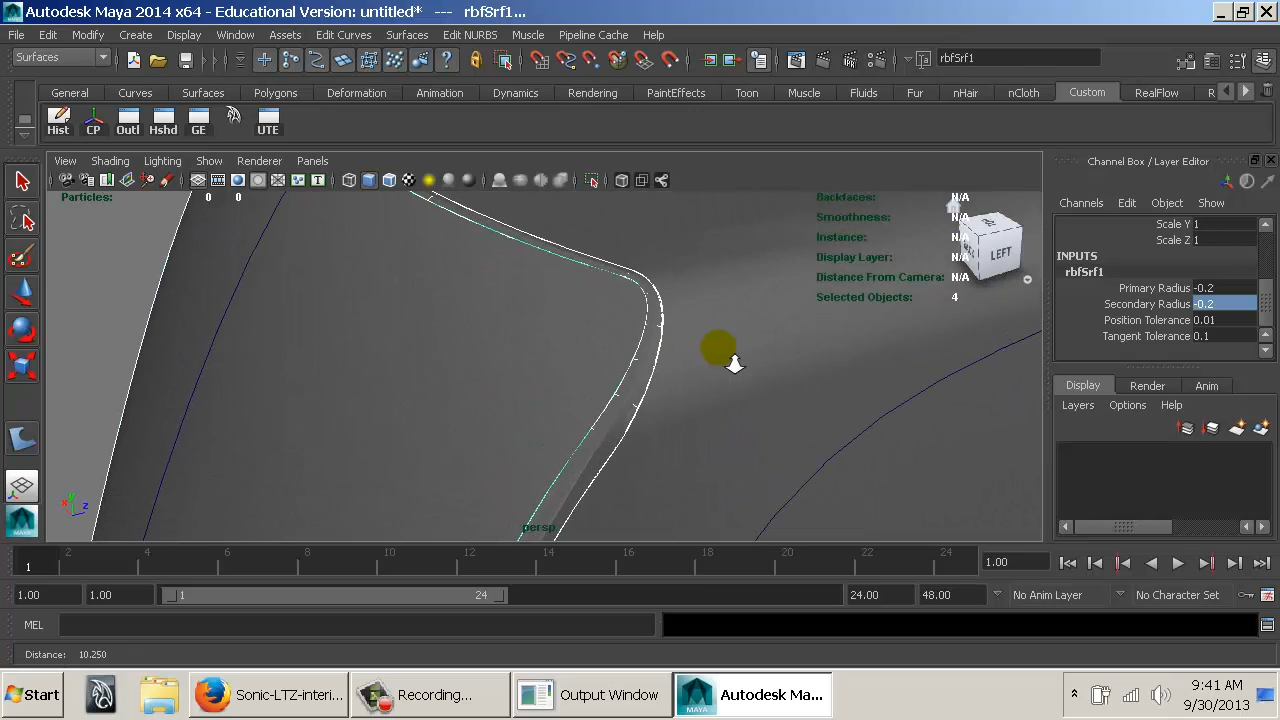 Autodesk Maya 2014 x64 - Educational Version: untitled* --- rbfSrf1...
File Edit Modify Create Display Window Assets Edit Curves Surfaces Edit NURBS Muscle Pipeline Cache Help
Surfaces rbfSrf1
General Curves Surfaces Polygons Deformation Animation Dynamics Rendering PaintEffects Toon Muscle Fluids Fur nHair nCloth Custom RealFlow R
Hist CP Outl Hshd GE UTE
View Shading Lighting Show Renderer Panels
Channel Box / Layer Editor
Particles: 0 0
Backfaces: N/A
Smoothness: N/A
Instance: N/A
Display Layer: N/A
Distance From Camera: N/A
Selected Objects: 4
LEFT
persp
Channels Edit Object Show
Scale Y 1
Scale Z 1
INPUTS
rbfSrf1
Primary Radius -0.2
Secondary Radius -0.2
Position Tolerance 0.01
Tangent Tolerance 0.1
Display Render Anim
Layers Options Help
2 4 6 8 10 12 14 16 18 20 22 24
1 1.00
1.00 1.00 1 24 24.00 48.00 No Anim Layer No Character Set
MEL
Distance: 10.250
Start Sonic-LTZ-interi... Recording... Output Window Autodesk Ma... 9:41 AM
9/30/2013